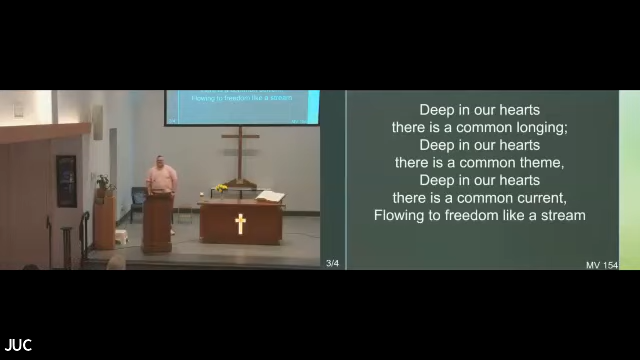 Flowing to freedom like a stream
Deep in our hearts
there is a common longing;
Deep in our hearts
there is a common theme,
Deep in our hearts
there is a common current,
Flowing to freedom like a stream
3/4
MV 154
JUC